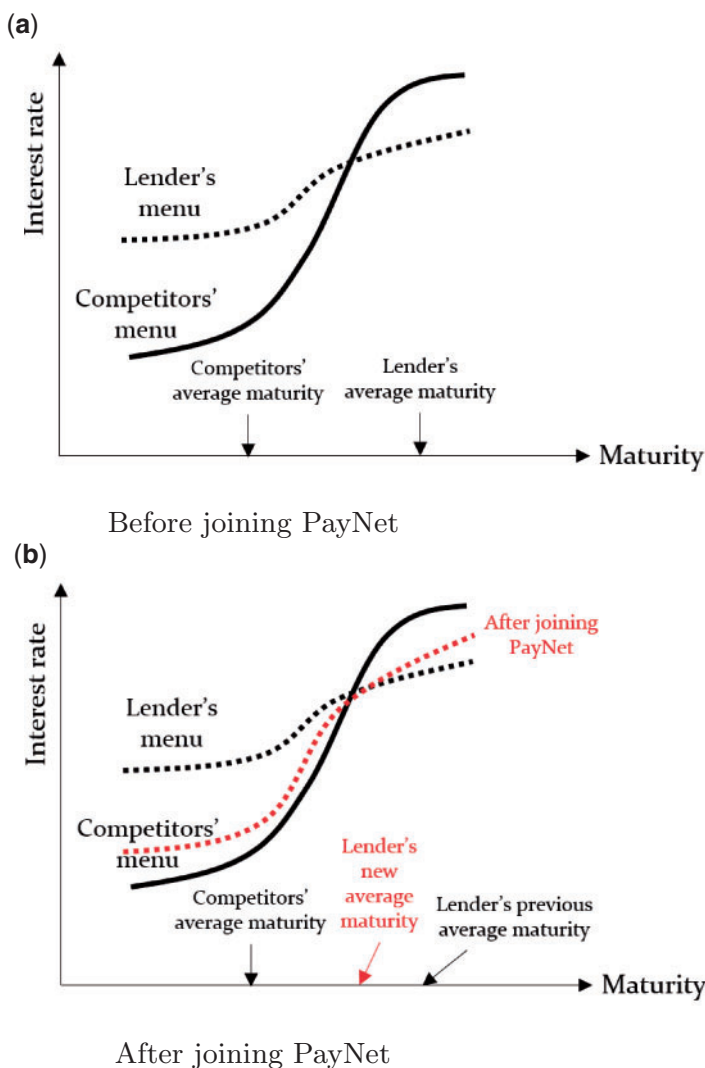 (a)
Interest rate
Lender's
menu
Competitors'
menu
Competitors'
average maturity
Lender's
average maturity
Maturity
Before joining PayNet
(b)
Interest rate
After joining
PayNet
Lender's
menu
Competitors'
menu
Competitors'
average maturity
Lender's
new
average
maturity
Lender's previous
average maturity
Maturity
After joining PayNet